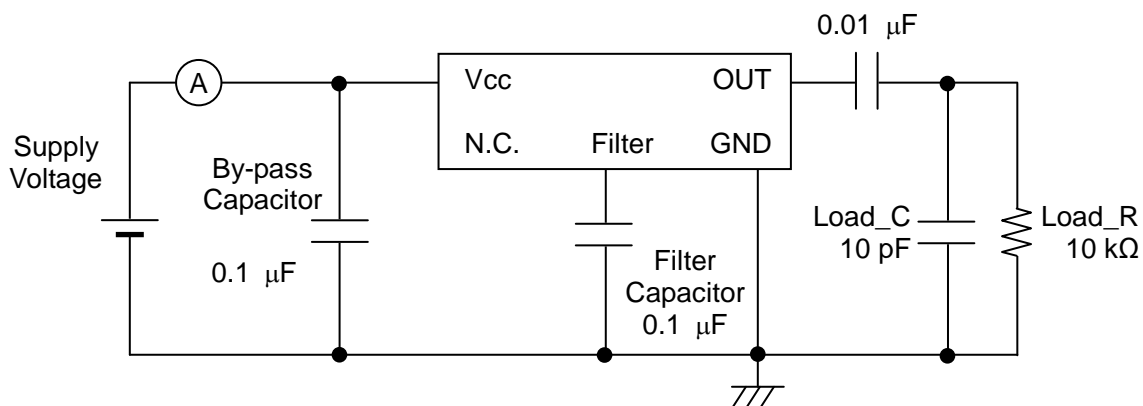 0.01 μF
A
Vcc
OUT
N.C.
Filter
GND
Supply
Voltage
By-pass
Capacitor
0.1 μF
Filter
Capacitor
0.1 μF
Load_C
10 pF
Load_R
10 kΩ